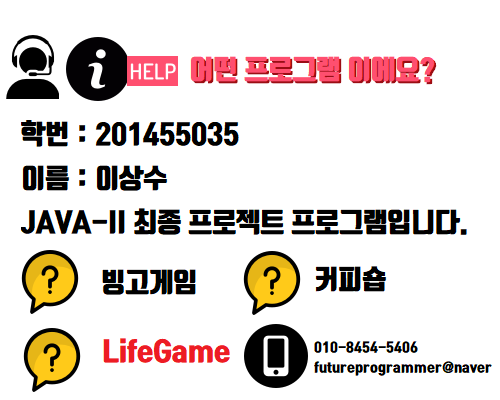 i HELP 어떤 프로그램 이에요?
학번 : 201455035
이름 : 이상수
JAVA-II 최종 프로젝트 프로그램입니다.
? 빙고게임 ? 커피숍
? LifeGame 010-8454-5406
futureprogrammer@naver